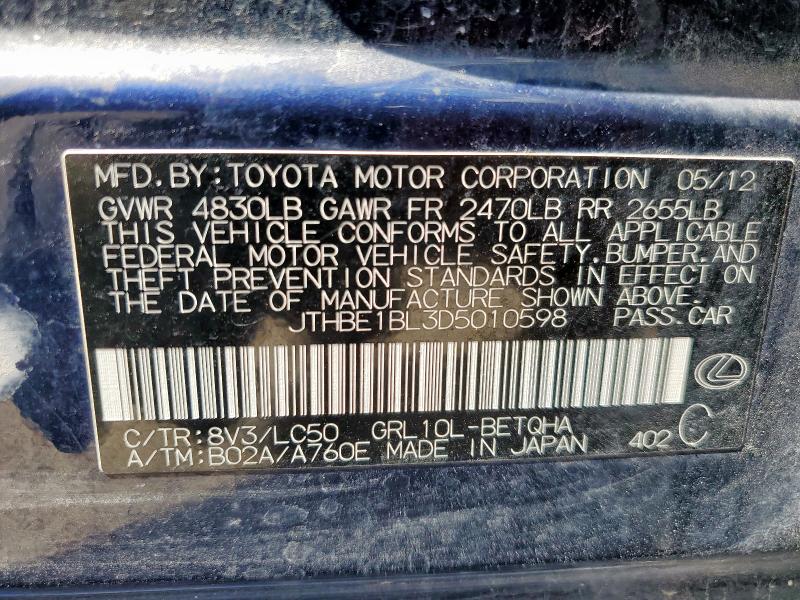 MFD.BY:TOYOTA MOTOR CORPORATION 05/12
GVWR 4830LB GAWR FR 2470LB RR 2655LB
THIS VEHICLE CONFORMS TO ALL APPLICABLE
FEDERAL MOTOR VEHICLE SAFETY.BUMPER.AND
THEFT PREVENTION STANDARDS IN EFFECT ON
THE DATE OF MANUFACTURE SHOWN ABOVE.
JTHBE1BL3D5010598 PASS.CAR
C/TR:8V3/LC50 GRL10L-BETQHA
A/TM:B02A/A760E MADE IN JAPAN 402 C